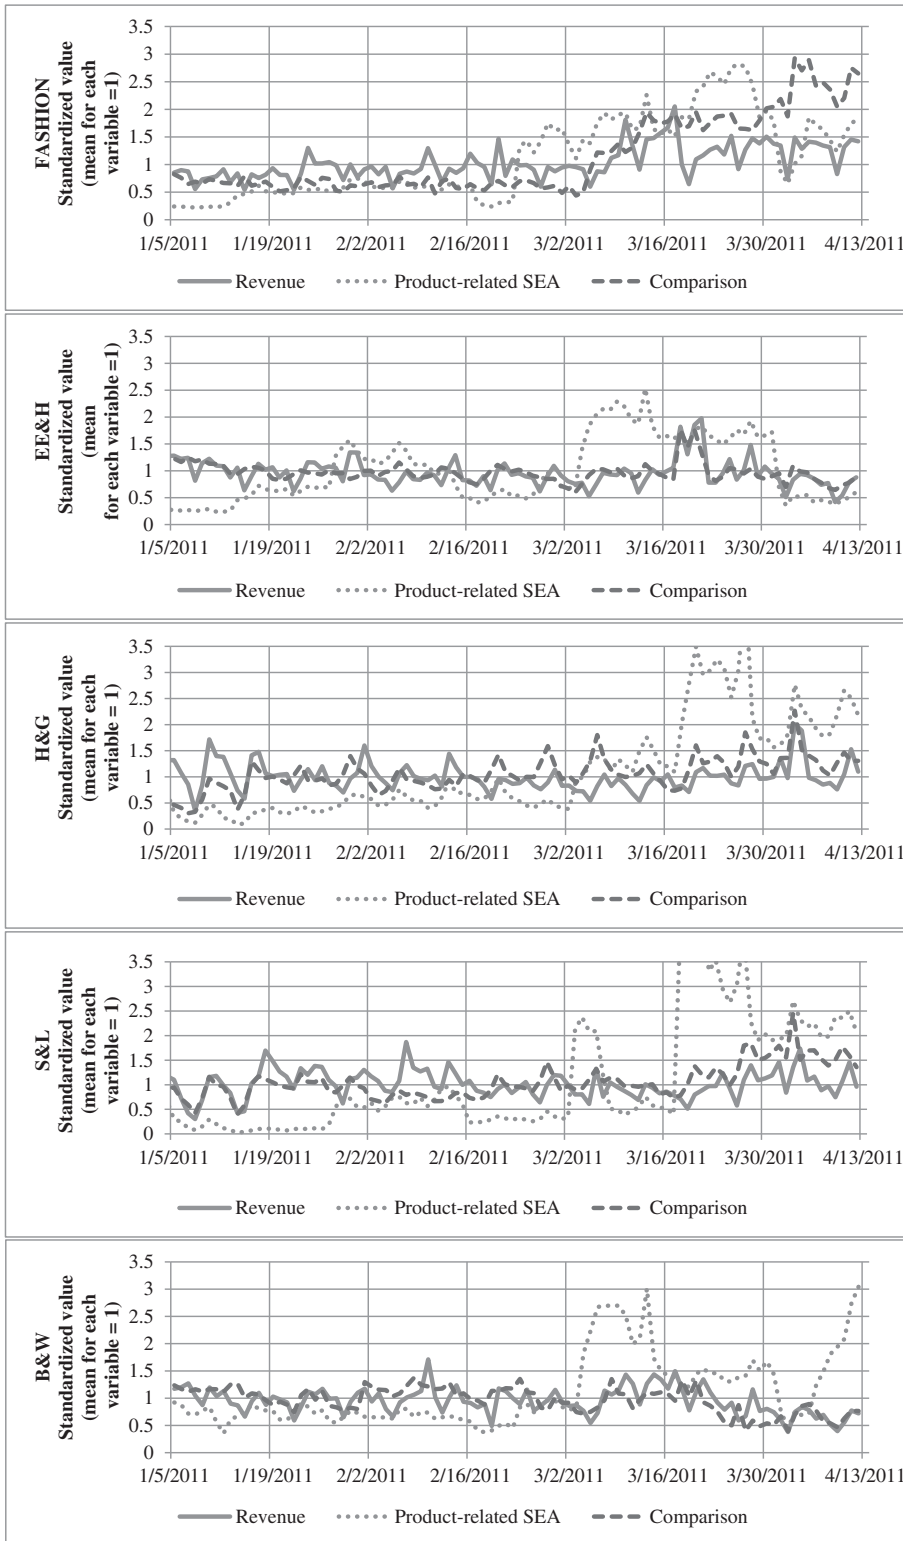 FASHION
Standardized value
(mean for each
variable =1)
3.5
3
2.5
2
1.5
1
0.5
0
1/5/2011 1/19/2011 2/2/2011 2/16/2011 3/2/2011 3/16/2011 3/30/2011 4/13/2011
Revenue Product-related SEA Comparison
EE&H
Standardized value
(mean
for each variable =1)
3.5
3
2.5
2
1.5
1
0.5
0
1/5/2011 1/19/2011 2/2/2011 2/16/2011 3/2/2011 3/16/2011 3/30/2011 4/13/2011
Revenue Product-related SEA Comparison
H&G
Standardized value
(mean for each
variable = 1)
3.5
3
2.5
2
1.5
1
0.5
0
1/5/2011 1/19/2011 2/2/2011 2/16/2011 3/2/2011 3/16/2011 3/30/2011 4/13/2011
Revenue Product-related SEA Comparison
S&L
Standardized value
(mean for each
variable = 1)
3.5
3
2.5
2
1.5
1
0.5
0
1/5/2011 1/19/2011 2/2/2011 2/16/2011 3/2/2011 3/16/2011 3/30/2011 4/13/2011
Revenue Product-related SEA Comparison
B&W
Standardized value
(mean for each
variable = 1)
3.5
3
2.5
2
1.5
1
0.5
0
1/5/2011 1/19/2011 2/2/2011 2/16/2011 3/2/2011 3/16/2011 3/30/2011 4/13/2011
Revenue Product-related SEA Comparison